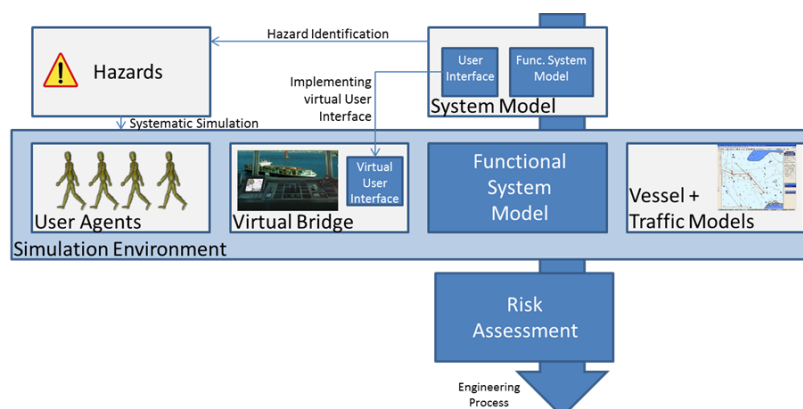 Hazard Identification
Hazards
User
Interface
Func. System
Model
System Model
Implementing
virtual User
Interface
Systematic Simulation
User Agents
Virtual
User
Interface
Virtual Bridge
Functional
System
Model
Vessel +
Traffic Models
Simulation Environment
Risk
Assessment
Engineering
Process